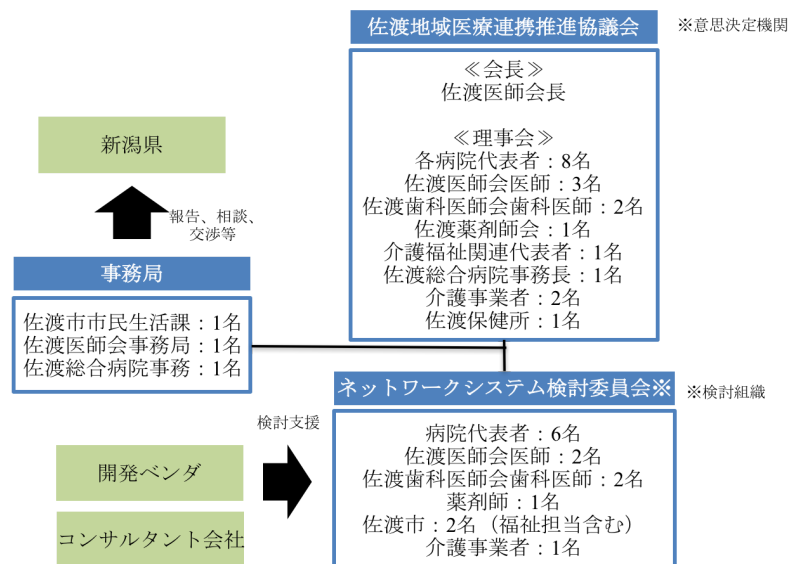 佐渡地域医療連携推進協議会
※意思決定機関
≪会長≫
佐渡医師会長
≪理事会≫
各病院代表者：8名
佐渡医師会医師：3名
佐渡歯科医師会歯科医師：2名
佐渡薬剤師会：1名
介護福祉関連代表者：1名
佐渡総合病院事務長：1名
介護事業者：2名
佐渡保健所：1名
新潟県
報告、相談、
交渉等
事務局
佐渡市市民生活課：1名
佐渡医師会事務局：1名
佐渡総合病院事務：1名
ネットワークシステム検討委員会※
※検討組織
病院代表者：6名
佐渡医師会医師：2名
佐渡歯科医師会歯科医師：2名
薬剤師：1名
佐渡市：2名（福祉担当含む）
介護事業者：1名
検討支援
開発ベンダ
コンサルタント会社